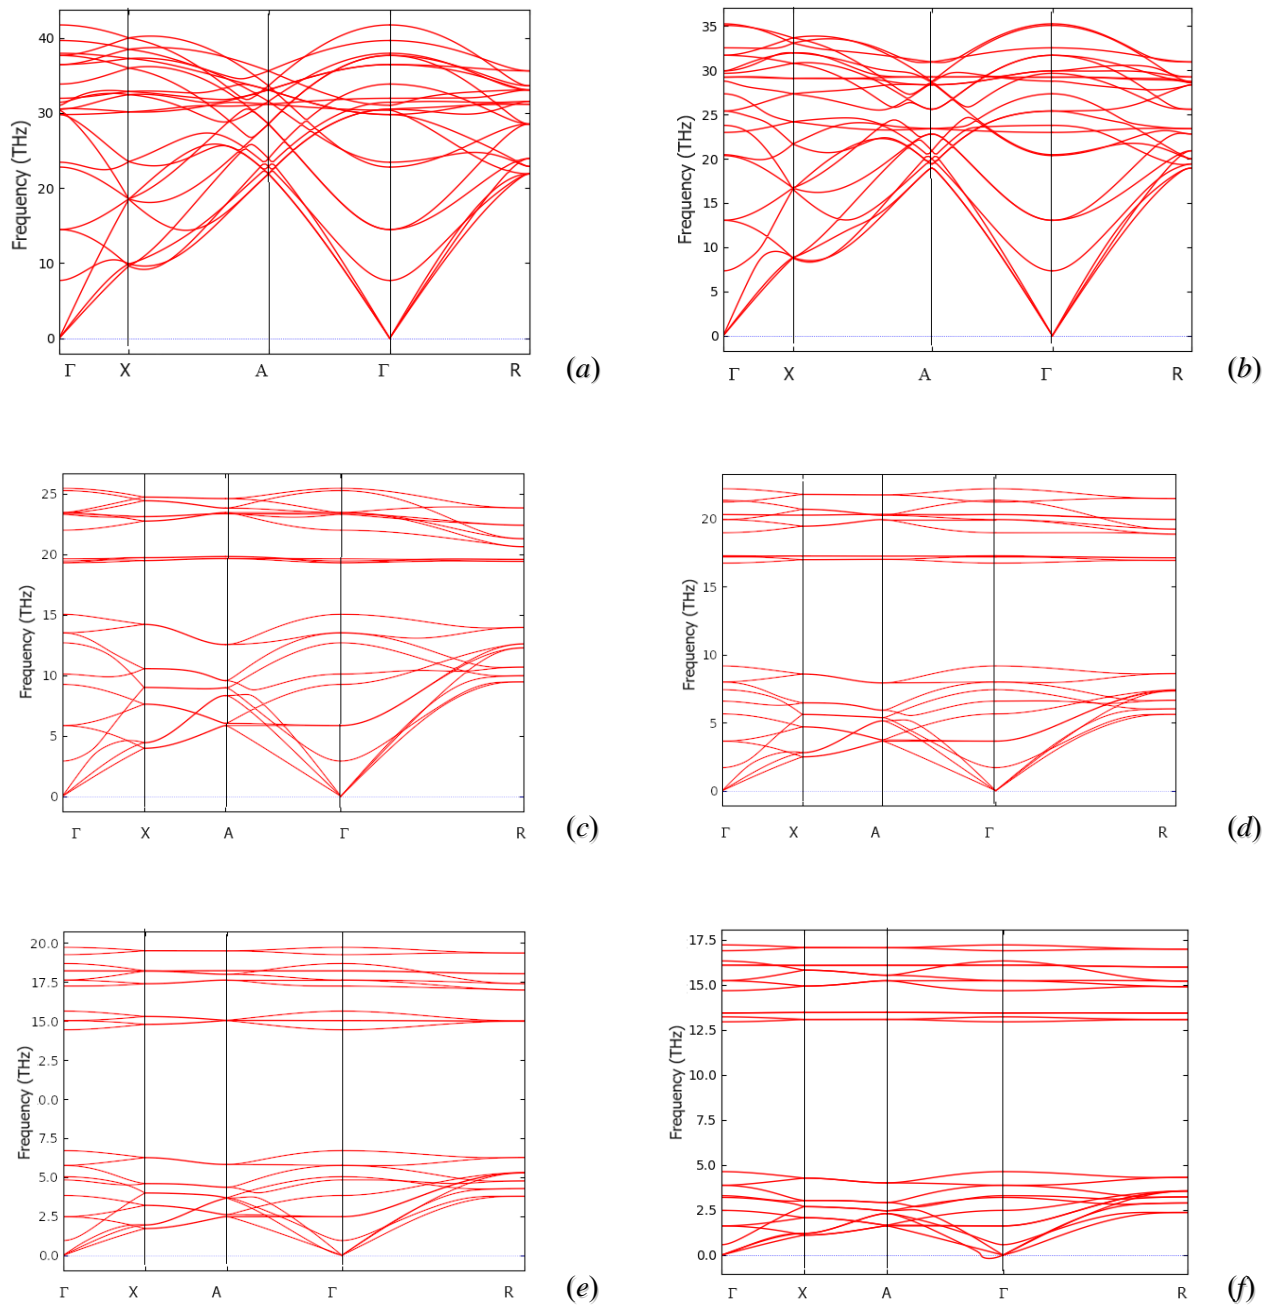 40
30
20
10
0
Frequency (THz)
Γ X A Γ R
(a)
35
30
25
20
15
10
5
0
Frequency (THz)
Γ X A Γ R
(b)
25
20
15
10
5
0
Frequency (THz)
Γ X A Γ R
(c)
20
15
10
5
0
Frequency (THz)
Γ X A Γ R
(d)
20.0
17.5
15.0
2.5
0.0
7.5
5.0
2.5
0.0
Frequency (THz)
Γ X A Γ R
(e)
17.5
15.0
12.5
10.0
7.5
5.0
2.5
0.0
Frequency (THz)
Γ X A Γ R
(f)